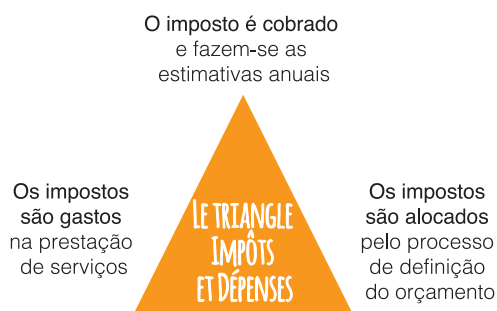 O imposto é cobrado
e fazem-se as
estimativas anuais
Os impostos
são gastos
na prestação
de serviços
LE TRIANGLE
IMPÔTS
ET DÉPENSES
Os impostos
são alocados
pelo processo
de definição
do orçamento